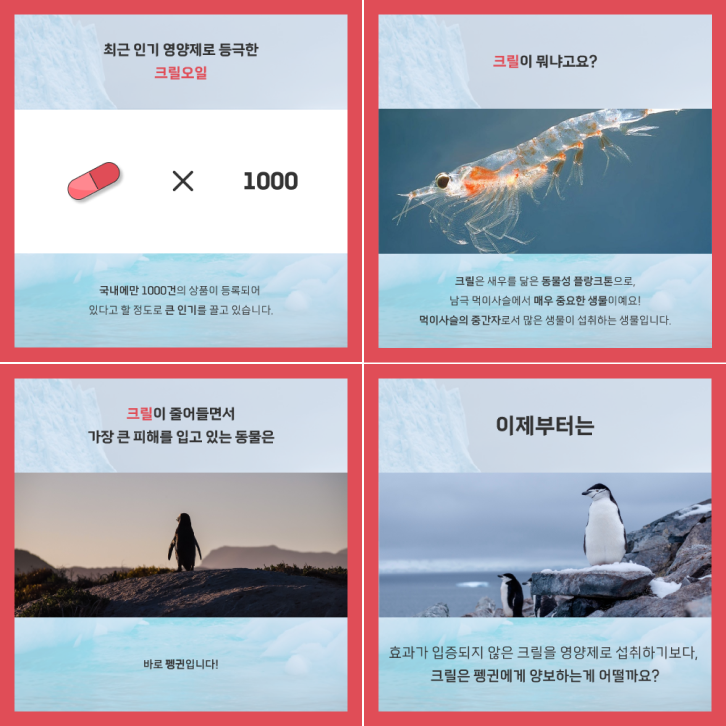 최근 인기 영양제로 등극한
크릴오일
1000
국내에만 1000건의 상품이 등록되어
있다고 할 정도로 큰 인기를 끌고 있습니다.
크릴이 뭐냐고요?
크릴은 새우를 닮은 동물성 플랑크톤으로,
남극 먹이사슬에서 매우 중요한 생물이예요!
먹이사슬의 중간자로서 많은 생물이 섭취하는 생물입니다.
크릴이 줄어들면서
가장 큰 피해를 입고 있는 동물은
바로 펭귄입니다!
이제부터는
효과가 입증되지 않은 크릴을 영양제로 섭취하기보다,
크릴은 펭귄에게 양보하는게 어떨까요?